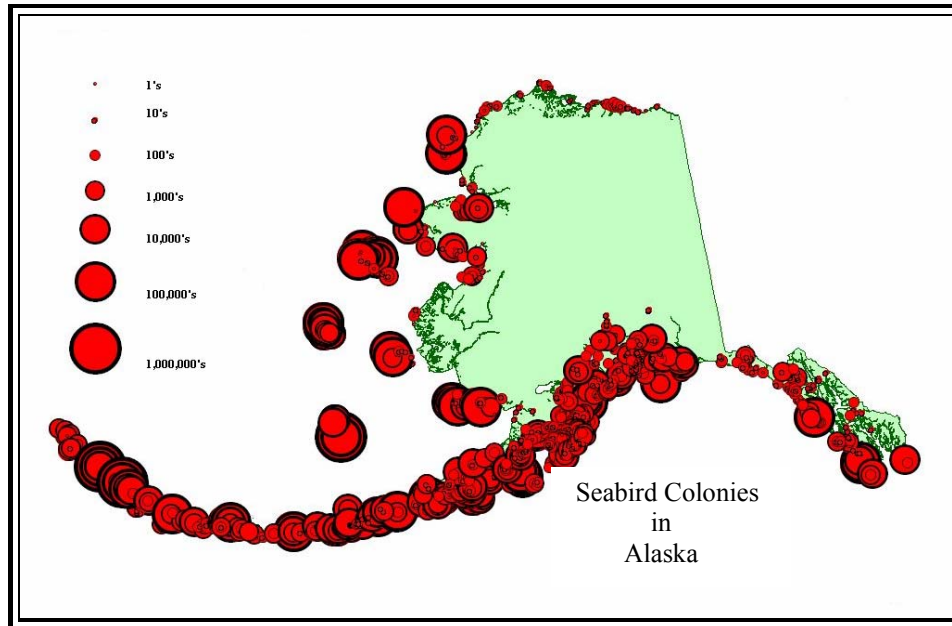 1's
10's
100's
1,000's
10,000's
100,000's
1,000,000's
Seabird Colonies
in
Alaska